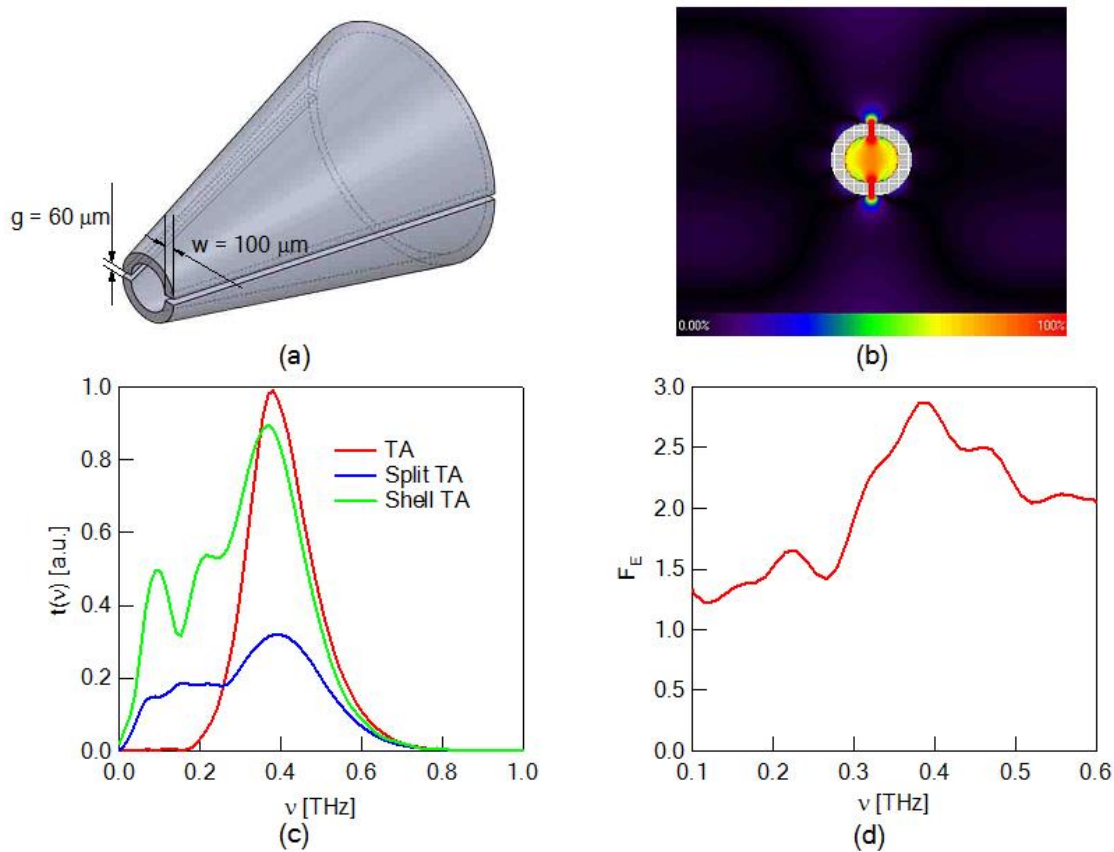 g = 60 μm
w = 100 μm
(a)
0.00%
100%
(b)
t(ν) [a.u.]
1.0
0.8
0.6
0.4
0.2
0.0
TA
Split TA
Shell TA
0.0 0.2 0.4 0.6 0.8 1.0
ν [THz]
(c)
F_E
3.0
2.5
2.0
1.5
1.0
0.5
0.0
0.1 0.2 0.3 0.4 0.5 0.6
ν [THz]
(d)